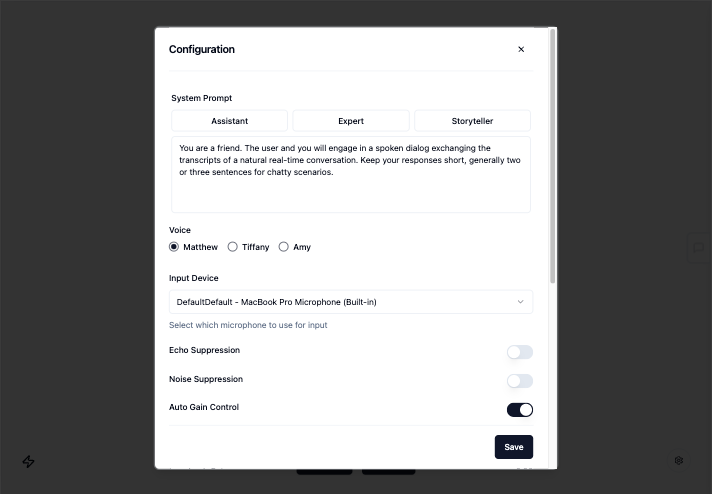 Configuration
System Prompt
Assistant Expert Storyteller
You are a friend. The user and you will engage in a spoken dialog exchanging the
transcripts of a natural real-time conversation. Keep your responses short, generally two
or three sentences for chatty scenarios.
Voice
Matthew Tiffany Amy
Input Device
DefaultDefault - MacBook Pro Microphone (Built-in)
Select which microphone to use for input
Echo Suppression
Noise Suppression
Auto Gain Control
Save